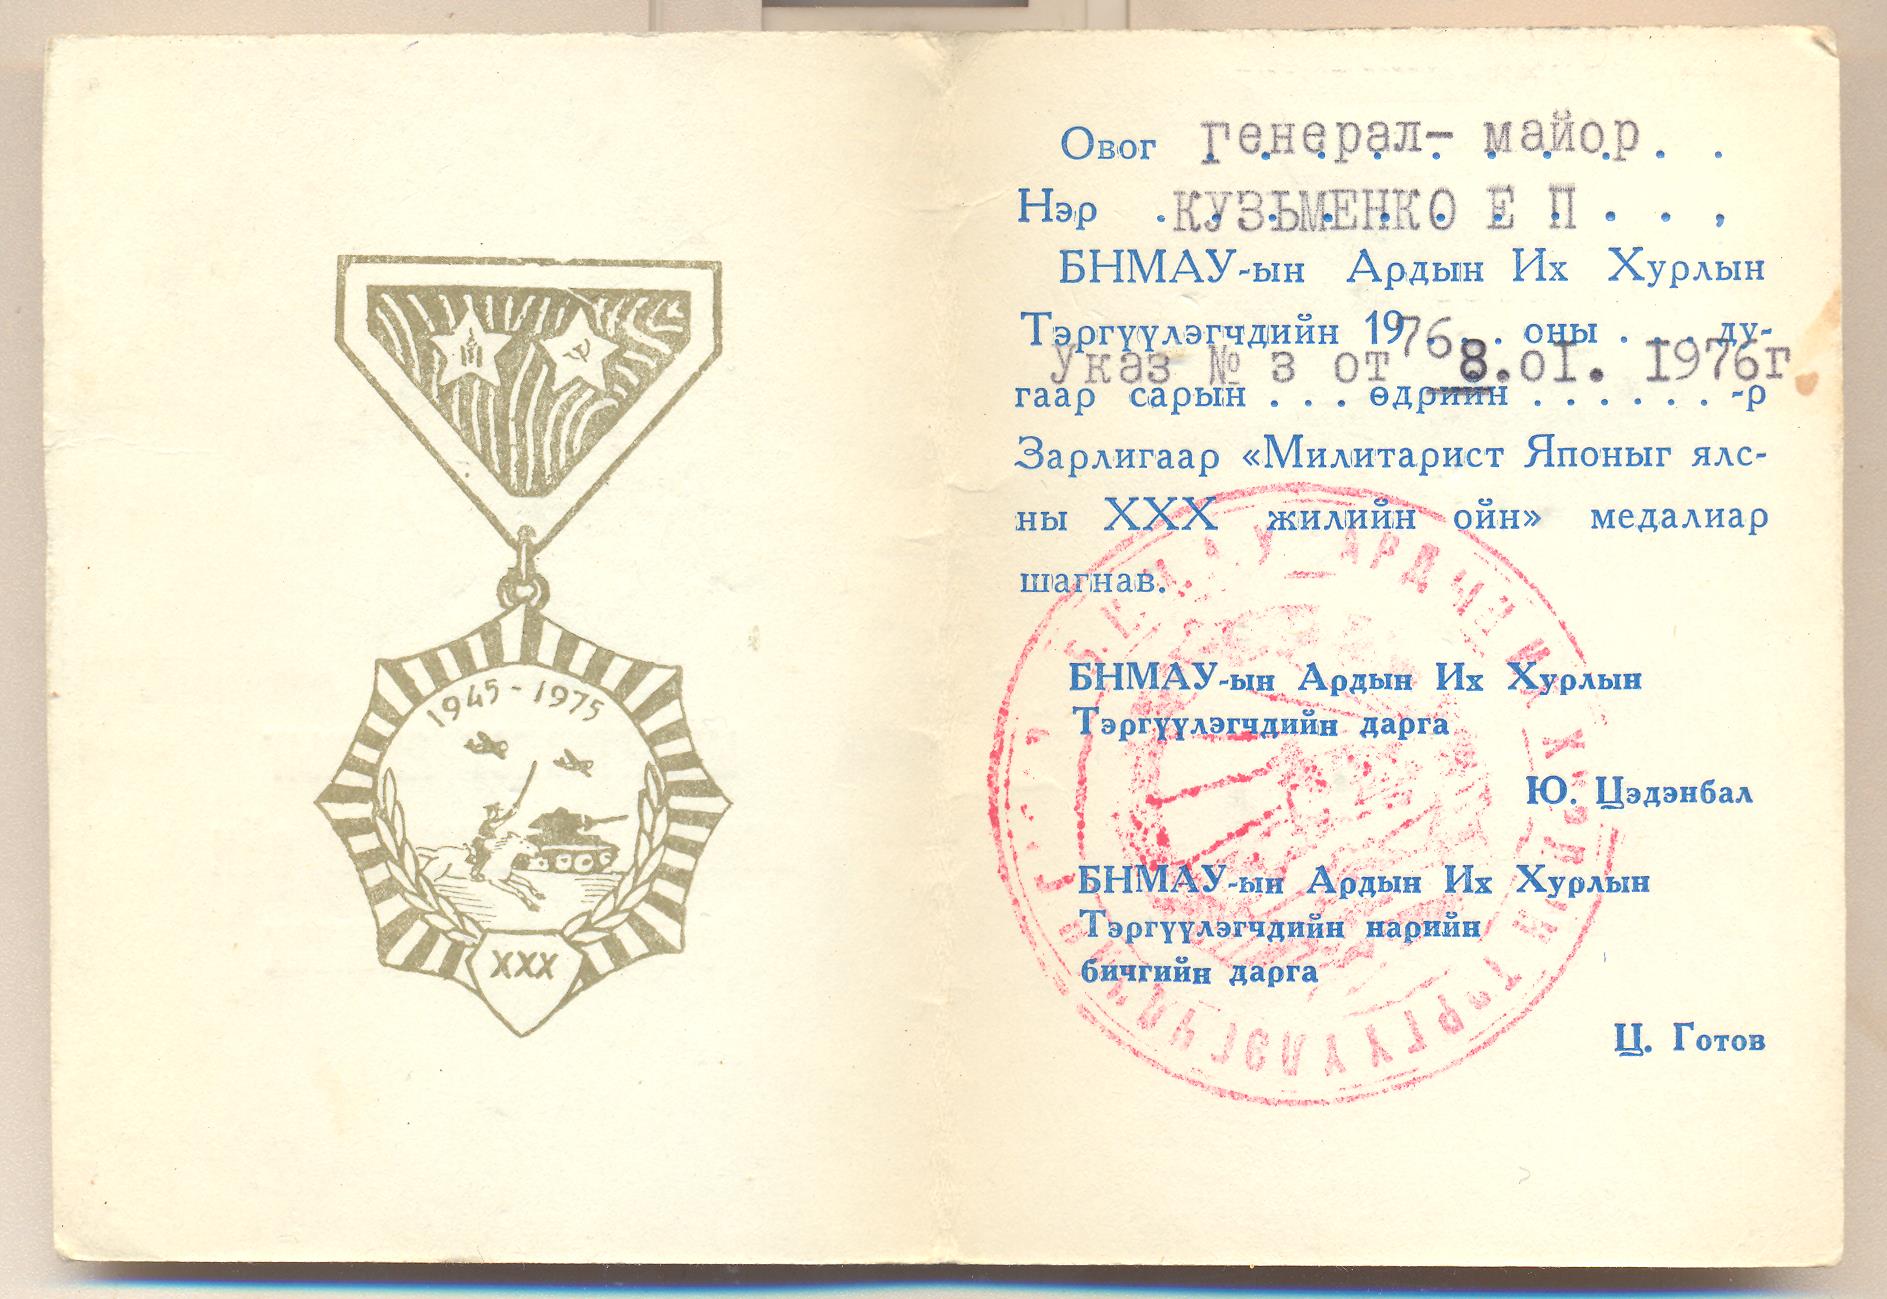 1945-1975
XXX
Овог генерал- майор . .
Нэр . КУЗЬМЕНКО Е П . . . ,
БНМАУ-ын Ардын Их Хурлын
Тэргүүлэгчдийн 1976 . . оны . . . . ду-
Указ № 3 от 8.01. 1976г
гаар сарын . . . өдрийн . . . . . . . -р
Зарлигаар «Милитарист Японыг ялс-
ны XXX жилийн ойн» медалиар
шагнав.
БНМАУ-ын Ардын Их Хурлын
Тэргүүлэгчдийн дарга
Ю. Цэдэнбал
БНМАУ-ын Ардын Их Хурлын
Тэргүүлэгчдийн нарийн
бичгийн дарга
Ц. Готов